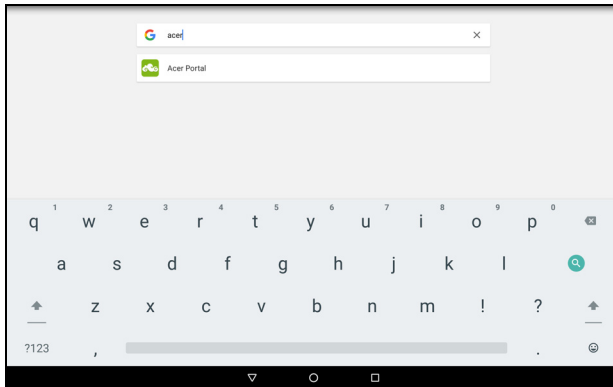 acer
Acer Portal
1 2 3 4 5 6 7 8 9 0
q w e r t y u i o p
a s d f g h j k l
z x c v b n m ! ?
?123 , .